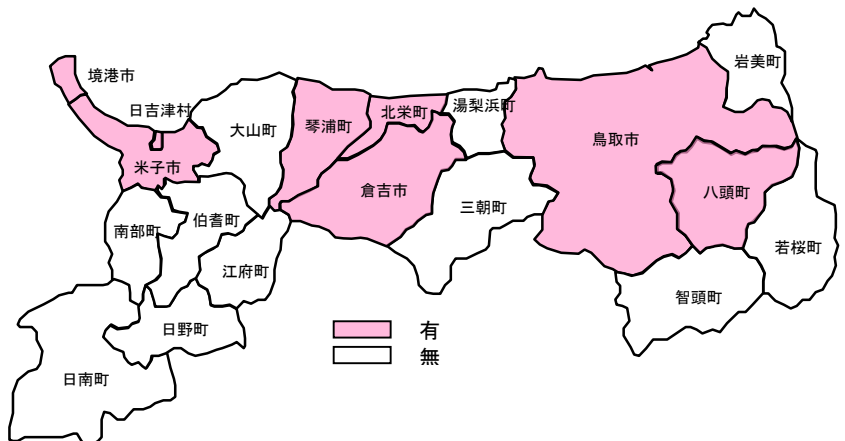 岩美町
境港市
日吉津村
湯梨浜町
北栄町
大山町
琴浦町
鳥取市
米子市
倉吉市
八頭町
三朝町
伯耆町
南部町
若桜町
江府町
智頭町
日野町
有
無
日南町